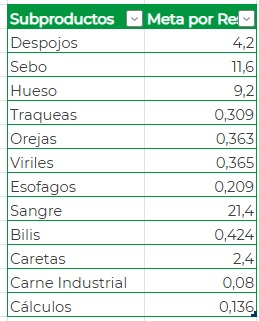 Subproductos Meta por Res
Despojos 4,2
Sebo 11,6
Hueso 9,2
Traqueas 0,309
Orejas 0,363
Viriles 0,365
Esofagos 0,209
Sangre 21,4
Bilis 0,424
Caretas 2,4
Carne Industrial 0,08
Cálculos 0,136